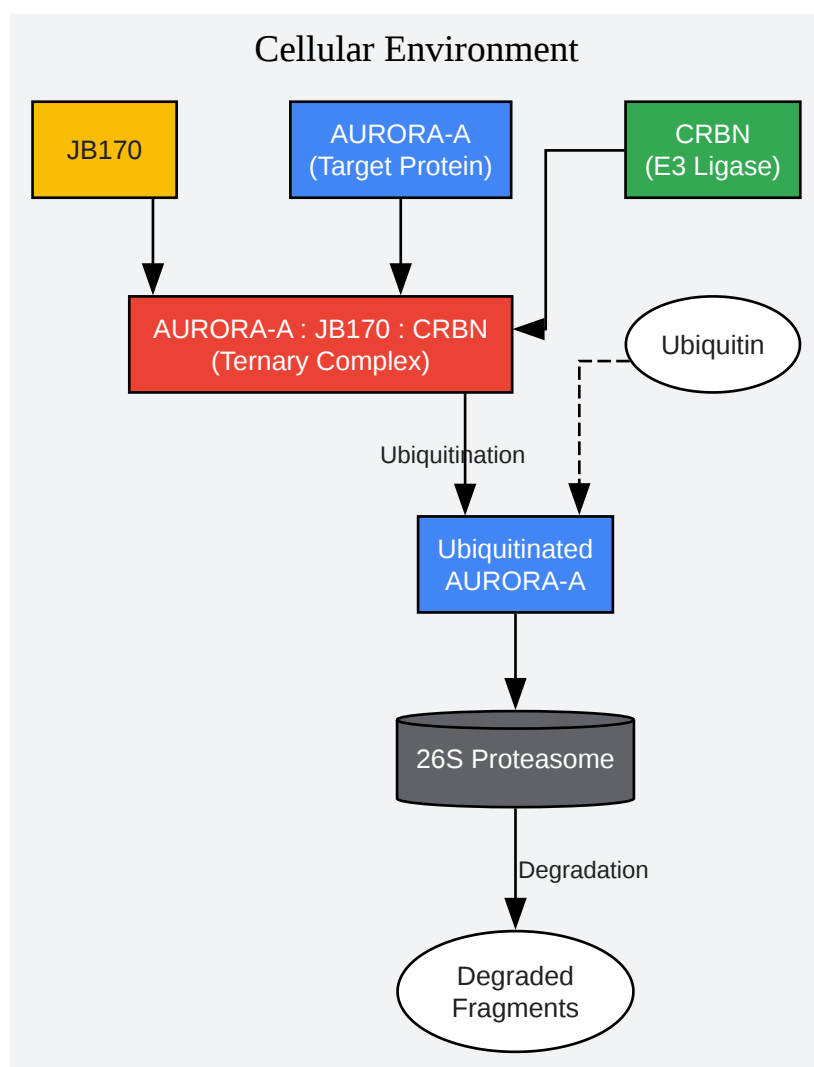 Cellular Environment
JB170
AURORA-A
(Target Protein)
CRBN
(E3 Ligase)
AURORA-A : JB170 : CRBN
(Ternary Complex)
Ubiquitin
Ubiquitination
Ubiquitinated
AURORA-A
26S Proteasome
Degradation
Degraded
Fragments